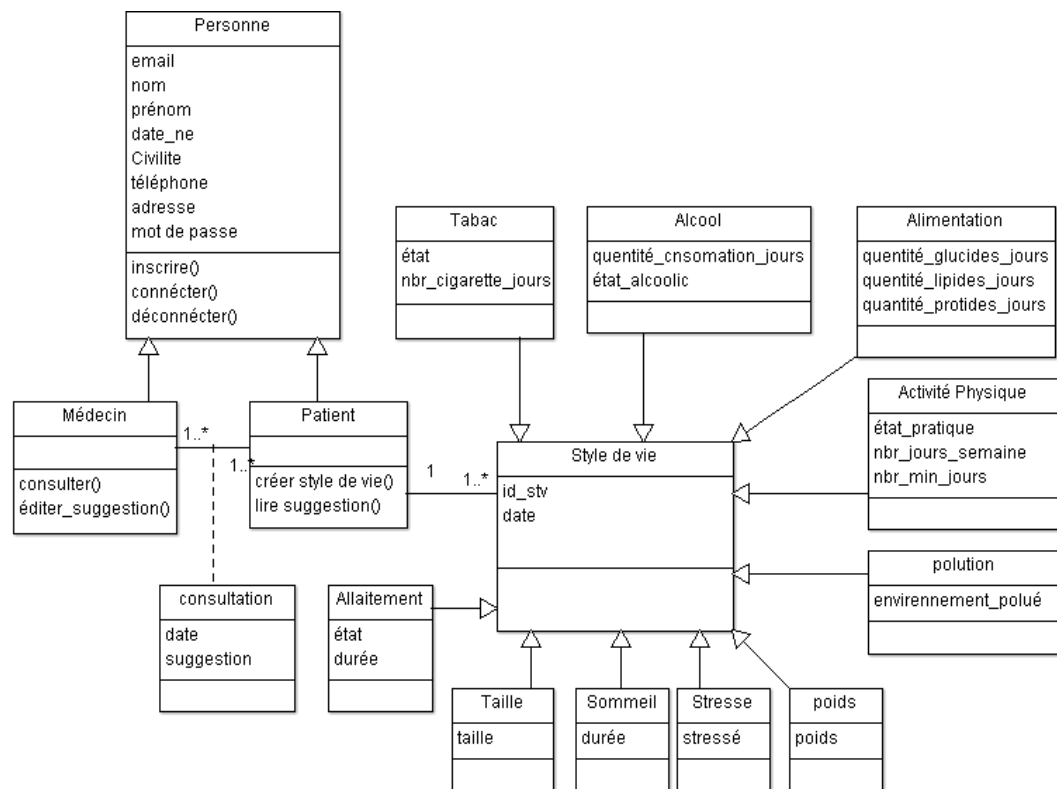 Personne
email
nom
prénom
date_ne
Civilite
téléphone
adresse
mot de passe
inscrire()
connécter()
déconnécter()
Tabac
état
nbr_cigarette_jours
Alcool
quentité_cnsomation_jours
état_alcoolic
Alimentation
quentité_glucides_jours
quentité_lipides_jours
quantité_protides_jours
Médecin
consulter()
éditer_suggestion()
1..*
1..*
Patient
créer style de vie()
lire suggestion()
1
1..*
Style de vie
id_stv
date
Activité Physique
état_pratique
nbr_jours_semaine
nbr_min_jours
polution
envirennement_polué
consultation
date
suggestion
Allaitement
état
durée
Taille
taille
Sommeil
durée
Stresse
stressé
poids
poids